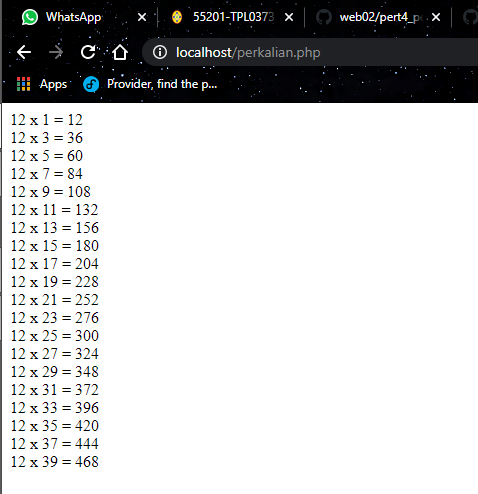 WhatsApp
55201-TPL0373
web02/pert4_p
localhost/perkalian.php
Apps
Provider, find the p...
12 x 1 = 12
12 x 3 = 36
12 x 5 = 60
12 x 7 = 84
12 x 9 = 108
12 x 11 = 132
12 x 13 = 156
12 x 15 = 180
12 x 17 = 204
12 x 19 = 228
12 x 21 = 252
12 x 23 = 276
12 x 25 = 300
12 x 27 = 324
12 x 29 = 348
12 x 31 = 372
12 x 33 = 396
12 x 35 = 420
12 x 37 = 444
12 x 39 = 468